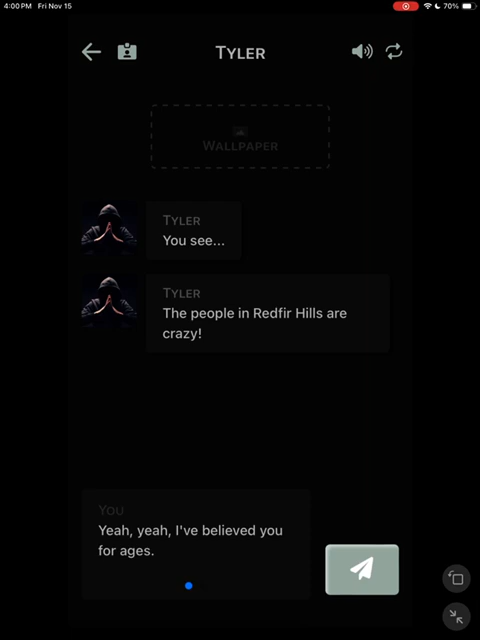 4:00 PM Fri Nov 15
70%
TYLER
WALLPAPER
TYLER
You see...
TYLER
The people in Redfir Hills are
crazy!
YOU
Yeah, yeah, I've believed you
for ages.